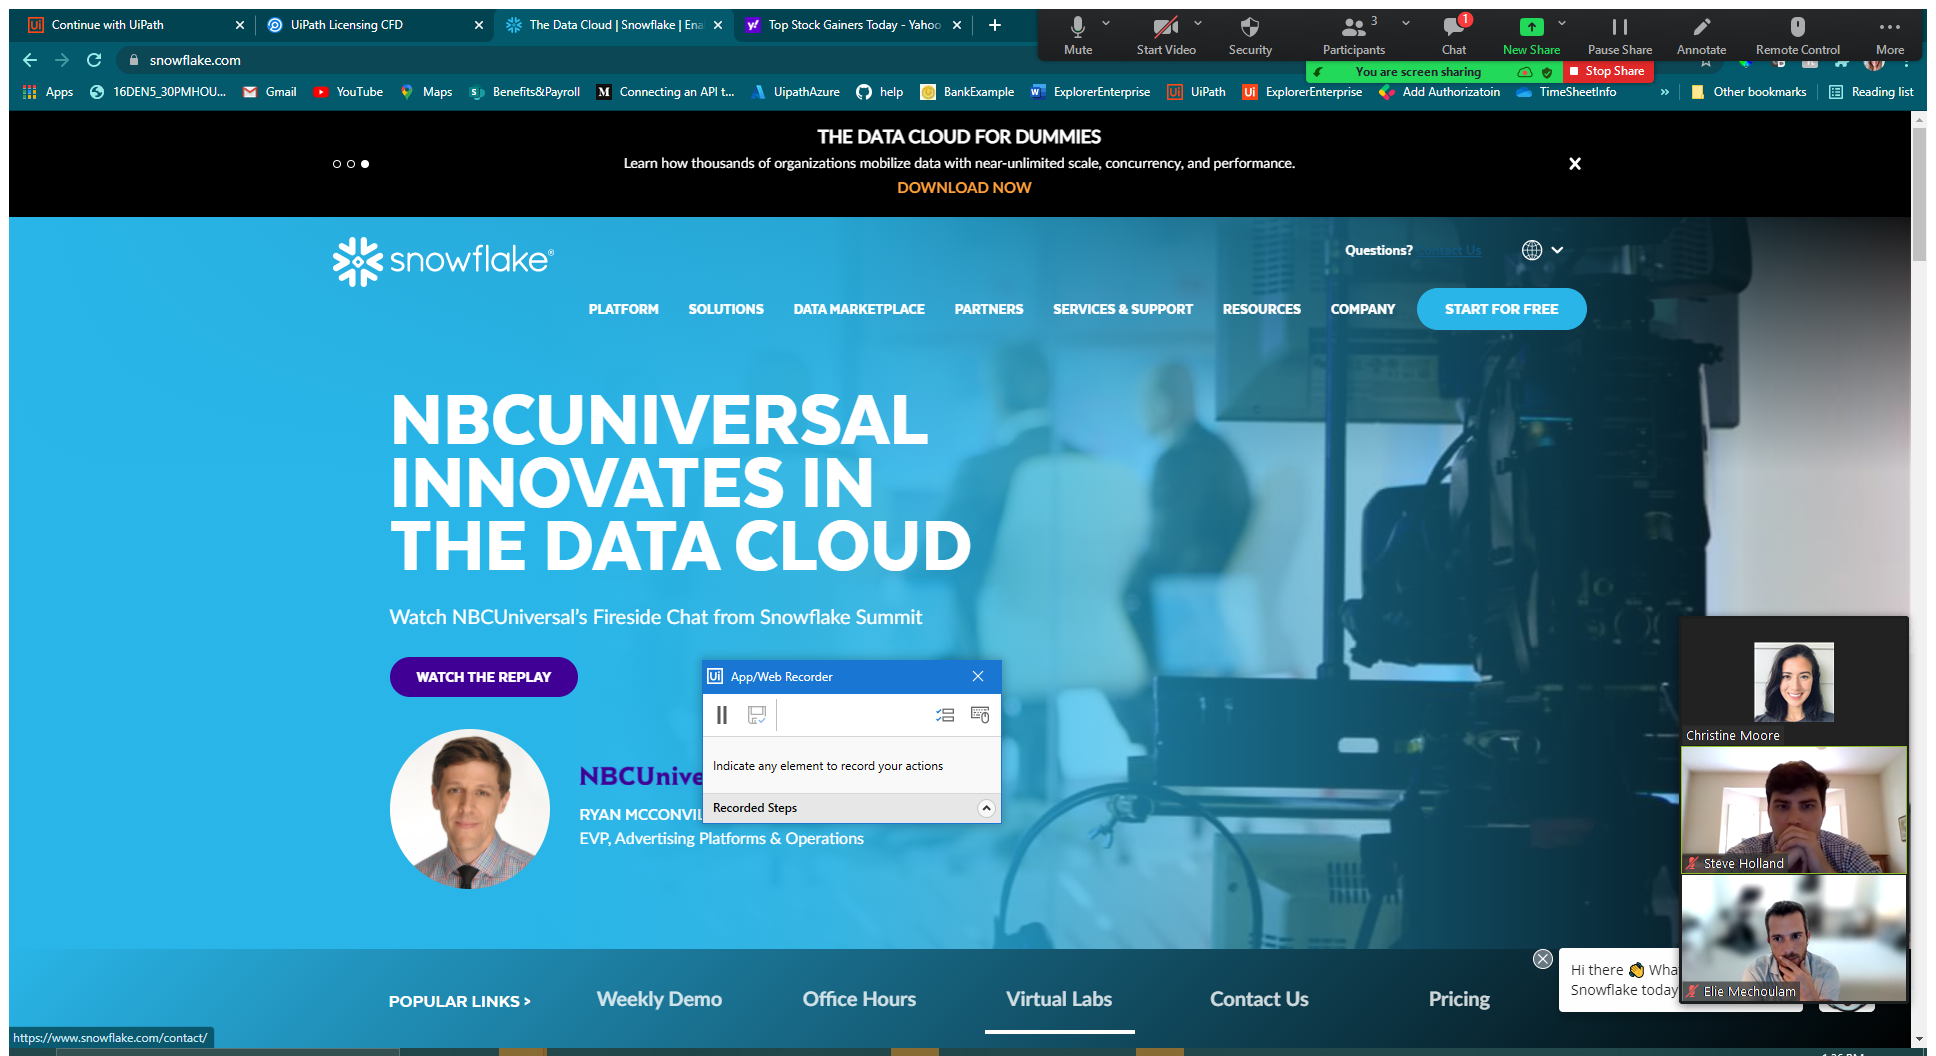 Continue with UiPath
UiPath Licensing CFD
The Data Cloud | Snowflake | Ena
Top Stock Gainers Today - Yahoo
Mute
Start Video
Security
3
Participants
1
Chat
New Share
Pause Share
Annotate
Remote Control
More
snowflake.com
You are screen sharing
Stop Share
Apps
16DEN5_30PMHOU...
Gmail
YouTube
Maps
Benefits&Payroll
Connecting an API t...
UipathAzure
help
BankExample
ExplorerEnterprise
UiPath
ExplorerEnterprise
Add Authorizatoin
TimeSheetInfo
»
Other bookmarks
Reading list
THE DATA CLOUD FOR DUMMIES
Learn how thousands of organizations mobilize data with near-unlimited scale, concurrency, and performance.
DOWNLOAD NOW
snowflake®
Questions? Contact Us
PLATFORM
SOLUTIONS
DATA MARKETPLACE
PARTNERS
SERVICES & SUPPORT
RESOURCES
COMPANY
START FOR FREE
NBCUNIVERSAL
INNOVATES IN
THE DATA CLOUD
Watch NBCUniversal's Fireside Chat from Snowflake Summit
WATCH THE REPLAY
Ui App/Web Recorder
Indicate any element to record your actions
Recorded Steps
NBCUnive
RYAN MCCONVIL
EVP, Advertising Platforms & Operations
Christine Moore
Steve Holland
Elie Mechoulam
Hi there 👏 Wha
Snowflake today
POPULAR LINKS >
Weekly Demo
Office Hours
Virtual Labs
Contact Us
Pricing
https://www.snowflake.com/contact/